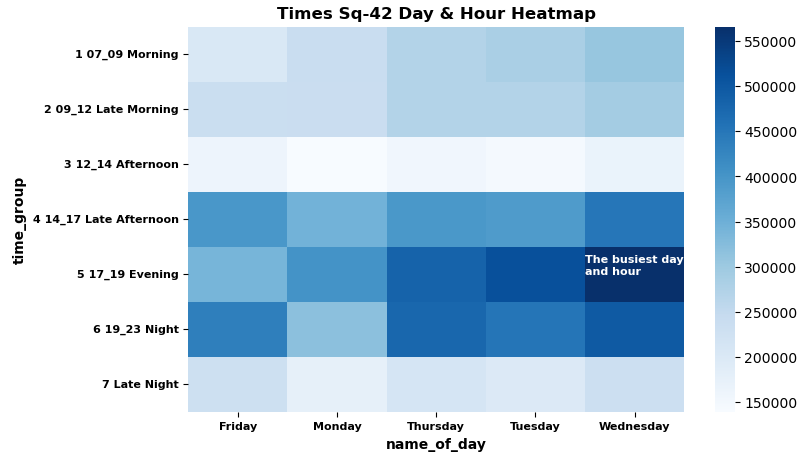 Times Sq-42 Day & Hour Heatmap
1 07_09 Morning
2 09_12 Late Morning
3 12_14 Afternoon
4 14_17 Late Afternoon
5 17_19 Evening
6 19_23 Night
7 Late Night
time_group
The busiest day
and hour
Friday
Monday
Thursday
Tuesday
Wednesday
name_of_day
550000
500000
450000
400000
350000
300000
250000
200000
150000